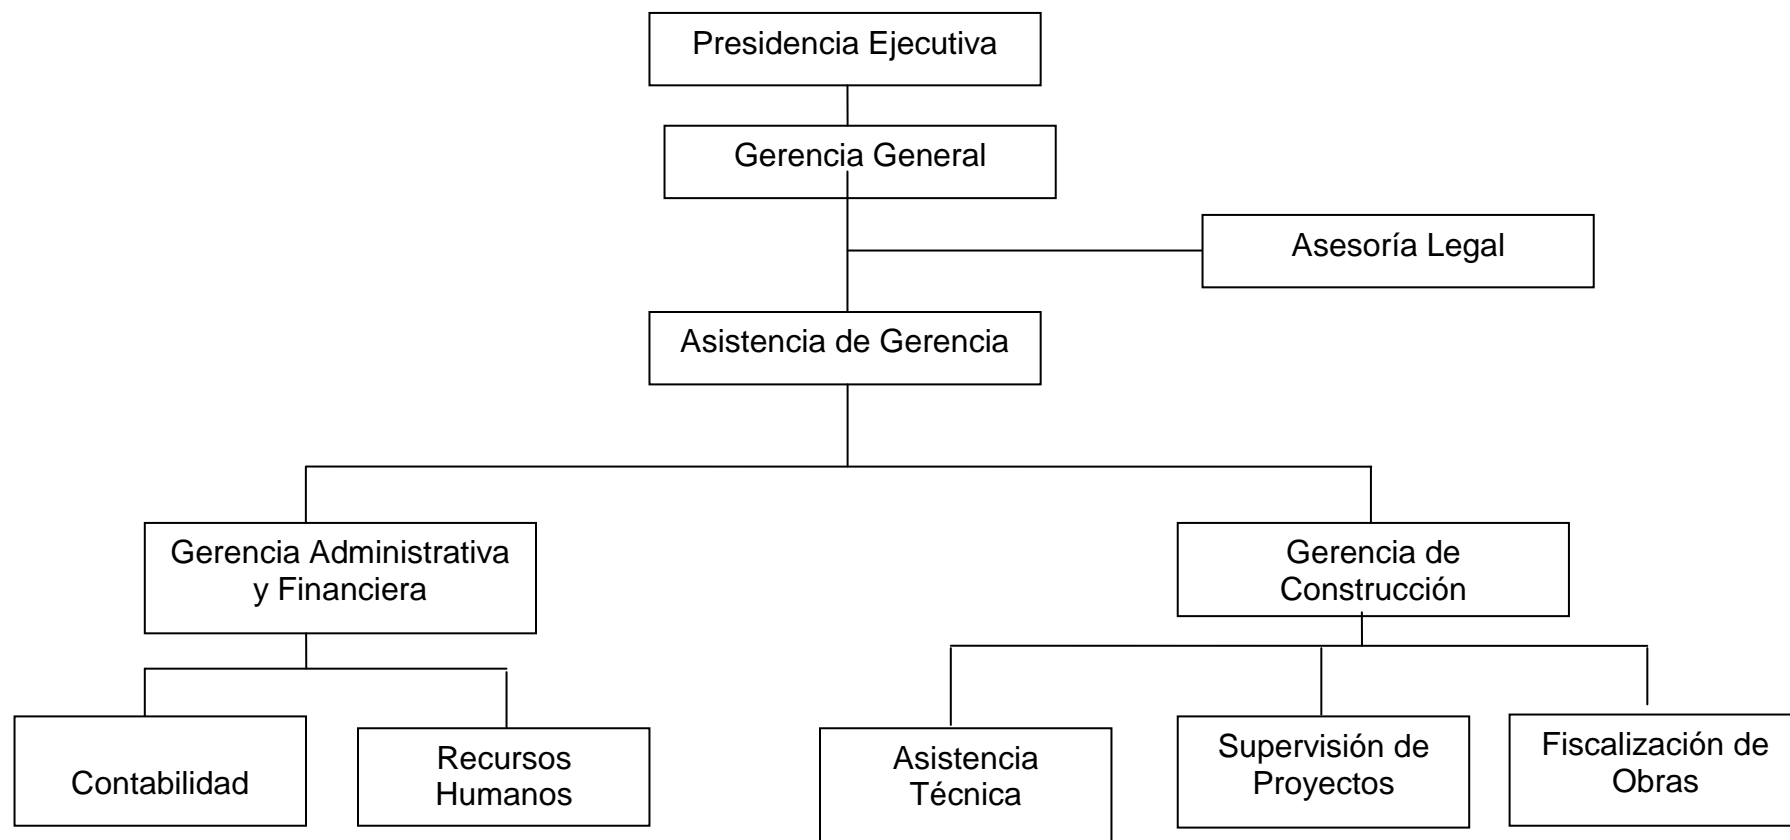 Presidencia Ejecutiva
Gerencia General
Asesoría Legal
Asistencia de Gerencia
Gerencia Administrativa
y Financiera
Gerencia de
Construcción
Contabilidad
Recursos
Humanos
Asistencia
Técnica
Supervisión de
Proyectos
Fiscalización de
Obras